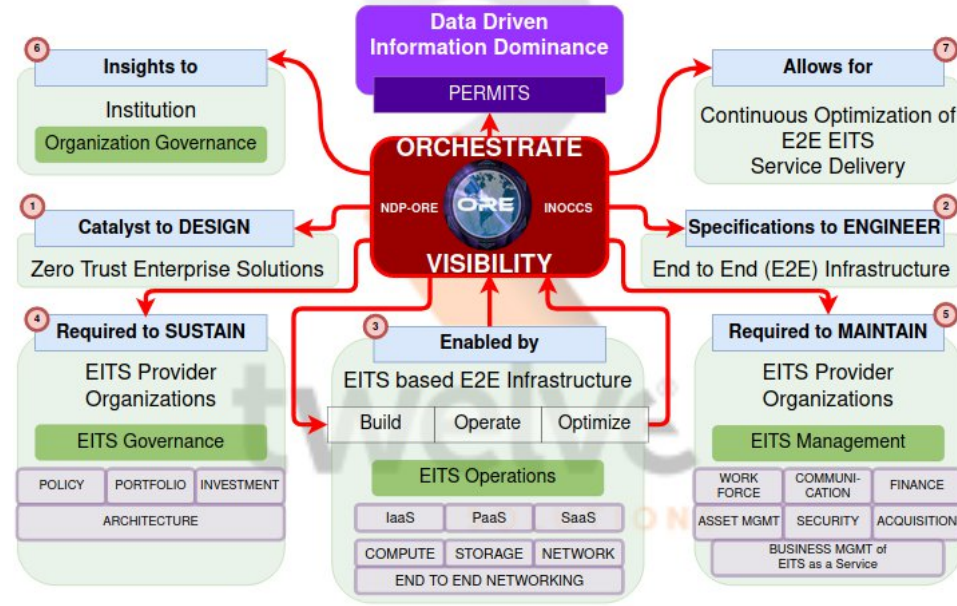 Data Driven
Information Dominance
PERMITS
6
Insights to
Institution
Organization Governance
7
Allows for
Continuous Optimization of
E2E EITS
Service Delivery
ORCHESTRATE
NDP-ORE
ORE
INOCCS
VISIBILITY
1
Catalyst to DESIGN
Zero Trust Enterprise Solutions
2
Specifications to ENGINEER
End to End (E2E) Infrastructure
4
Required to SUSTAIN
EITS Provider
Organizations
EITS Governance
POLICY
PORTFOLIO
INVESTMENT
ARCHITECTURE
3
Enabled by
EITS based E2E Infrastructure
Build
Operate
Optimize
EITS Operations
IaaS
PaaS
SaaS
COMPUTE
STORAGE
NETWORK
END TO END NETWORKING
5
Required to MAINTAIN
EITS Provider
Organizations
EITS Management
WORK
FORCE
COMMUNI-
CATION
FINANCE
ASSET MGMT
SECURITY
ACQUISITION
BUSINESS MGMT of
EITS as a Service
twelve